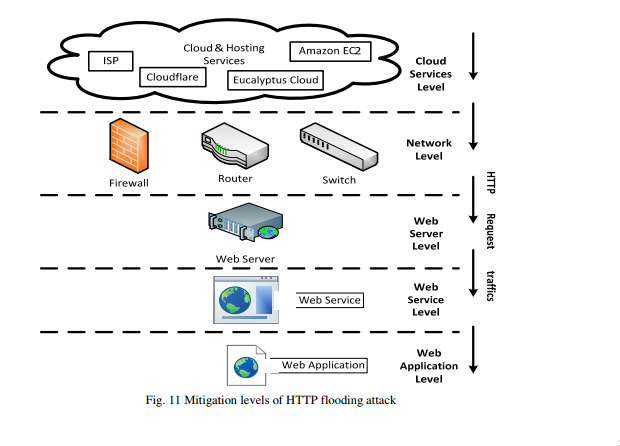 Cloud & Hosting
Services
Amazon EC2
ISP
Cloudflare
Eucalyptus Cloud
Cloud
Services
Level
Firewall
Router
Switch
Network
Level
HTTP Request traffics
Web Server
Web
Server
Level
Web Service
Web
Service
Level
Web Application
Web
Application
Level
Fig. 11 Mitigation levels of HTTP flooding attack